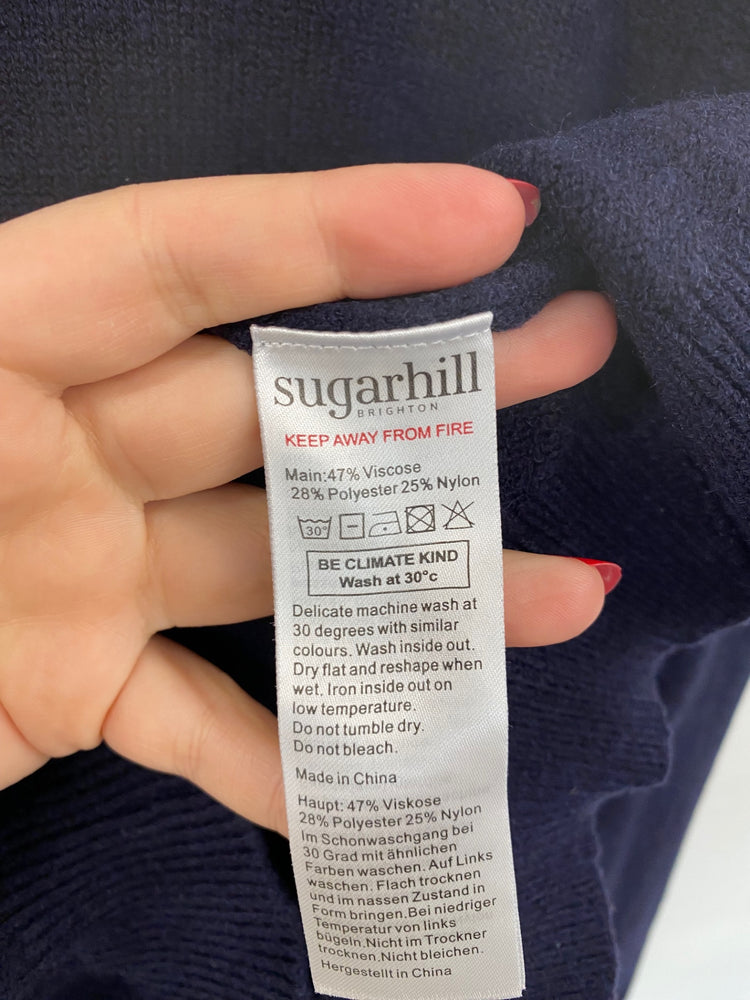 sugarhill
BRIGHTON
KEEP AWAY FROM FIRE
Main:47% Viscose
28% Polyester 25% Nylon
30°
BE CLIMATE KIND
Wash at 30°c
Delicate machine wash at
30 degrees with similar
colours. Wash inside out.
Dry flat and reshape when
wet. Iron inside out on
low temperature.
Do not tumble dry.
Do not bleach.
Made in China
Haupt: 47% Viskose
28% Polyester 25% Nylon
Im Schonwaschgang bei
30 Grad mit ähnlichen
Farben waschen. Auf Links
waschen. Flach trocknen
und im nassen Zustand in
Form bringen.Bei niedriger
Temperatur von links
bügeln.Nicht im Trockner
trocknen.Nicht bleichen.
Hergestellt in China